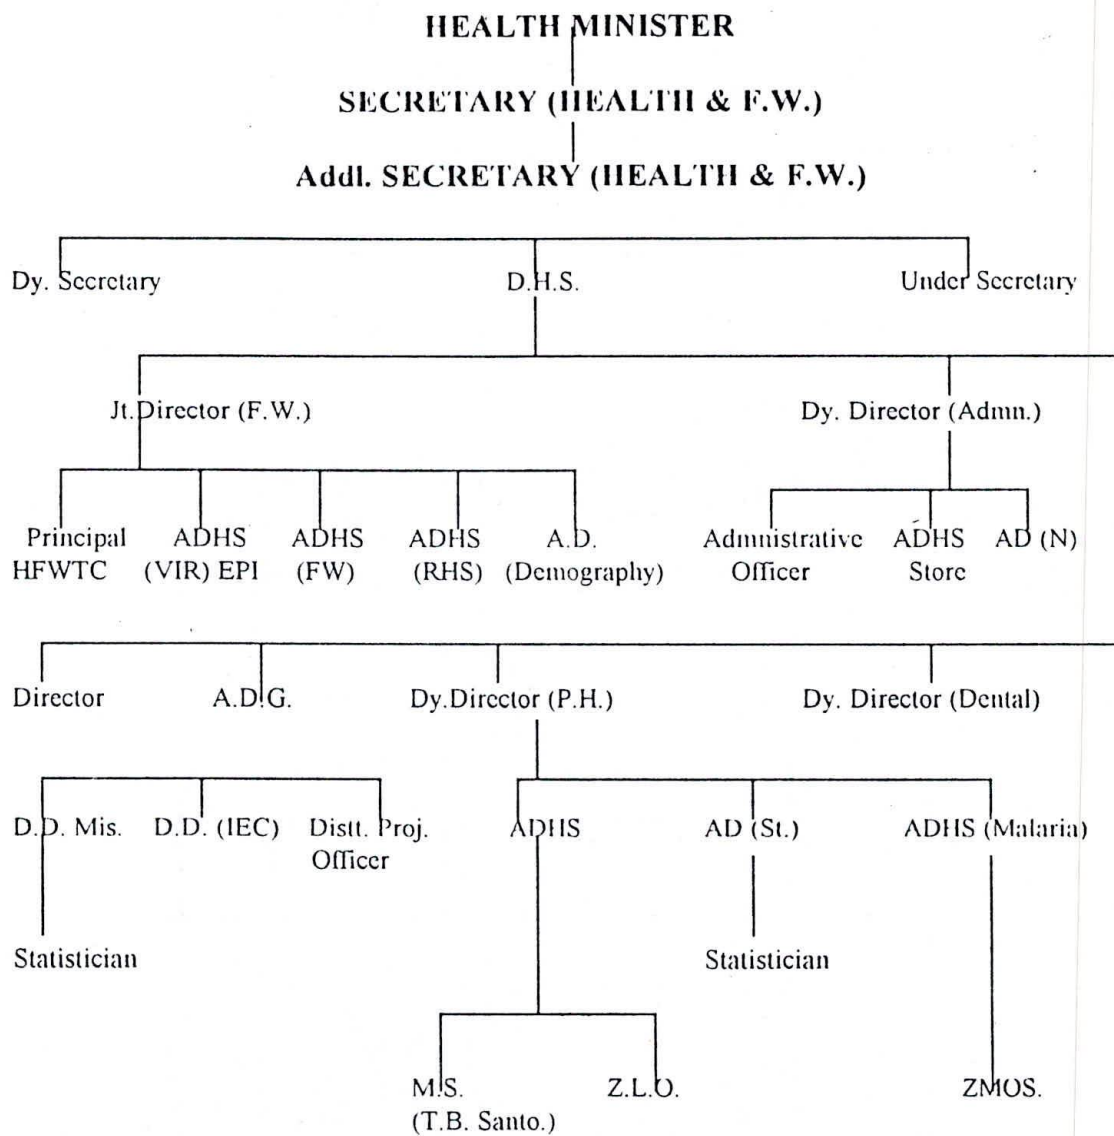 HEALTH MINISTER
SECRETARY (HEALTH & F.W.)
Addl. SECRETARY (HEALTH & F.W.)
Dy. Secretary D.H.S. Under Secretary
Jt.Director (F.W.) Dy. Director (Admn.)
Principal ADHS ADHS ADHS A.D. Admnistrative ADHS AD (N)
HFWTC (VIR) EPI (FW) (RHS) (Demography) Officer Store
Director A.D.G. Dy.Director (P.H.) Dy. Director (Dental)
D.D. Mis. D.D. (IEC) Distt. Proj. ADHS AD (St.) ADHS (Malaria)
Officer
Statistician Statistician
M.S. Z.L.O. ZMOS.
(T.B. Santo.)